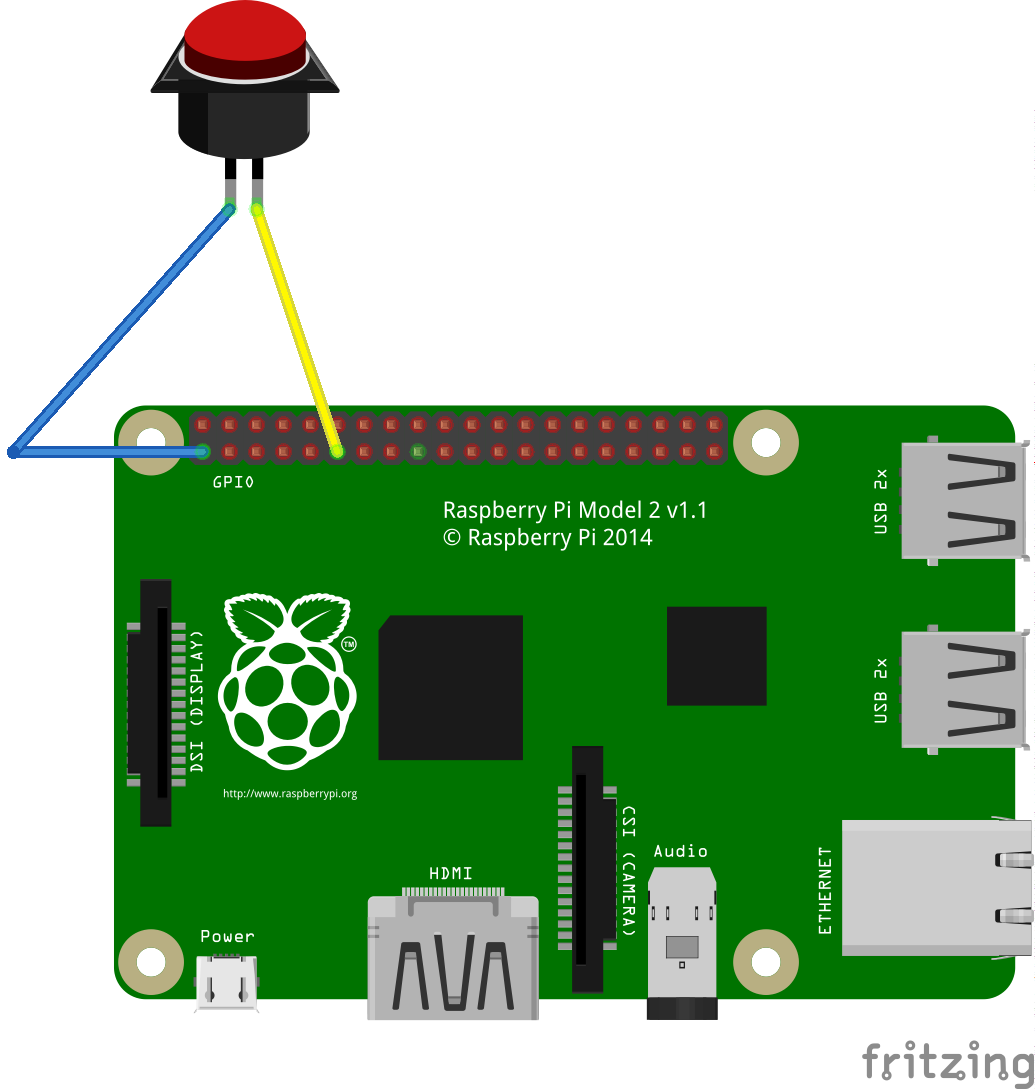 GPIO
Raspberry Pi Model 2 v1.1
© Raspberry Pi 2014
USB 2x
DSI (DISPLAY)
TM
USB 2x
http://www.raspberrypi.org
CSI (CAMERA)
Audio
ETHERNET
HDMI
Power
fritzing